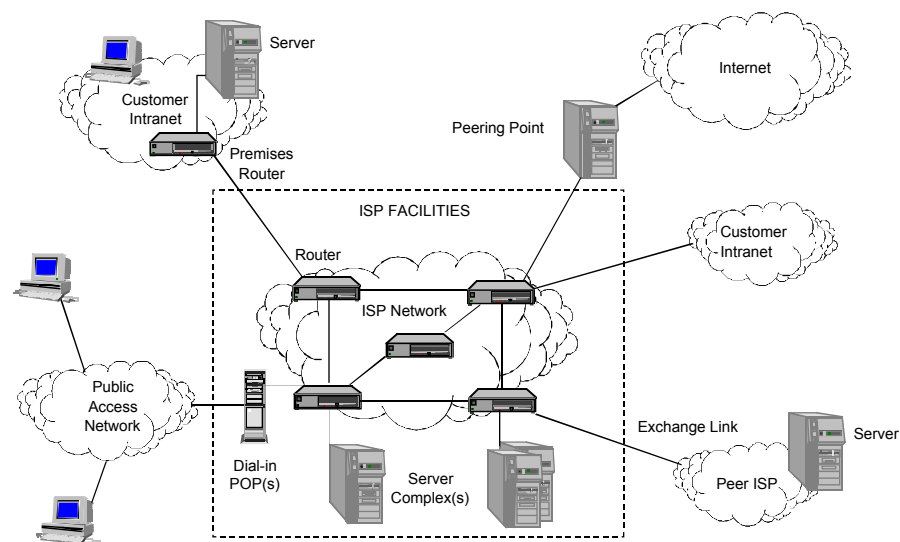 Server
Customer
Intranet
Premises
Router
Internet
Peering Point
ISP FACILITIES
Customer
Intranet
Router
ISP Network
Public
Access
Network
Dial-in
POP(s)
Server
Complex(s)
Exchange Link
Server
Peer ISP